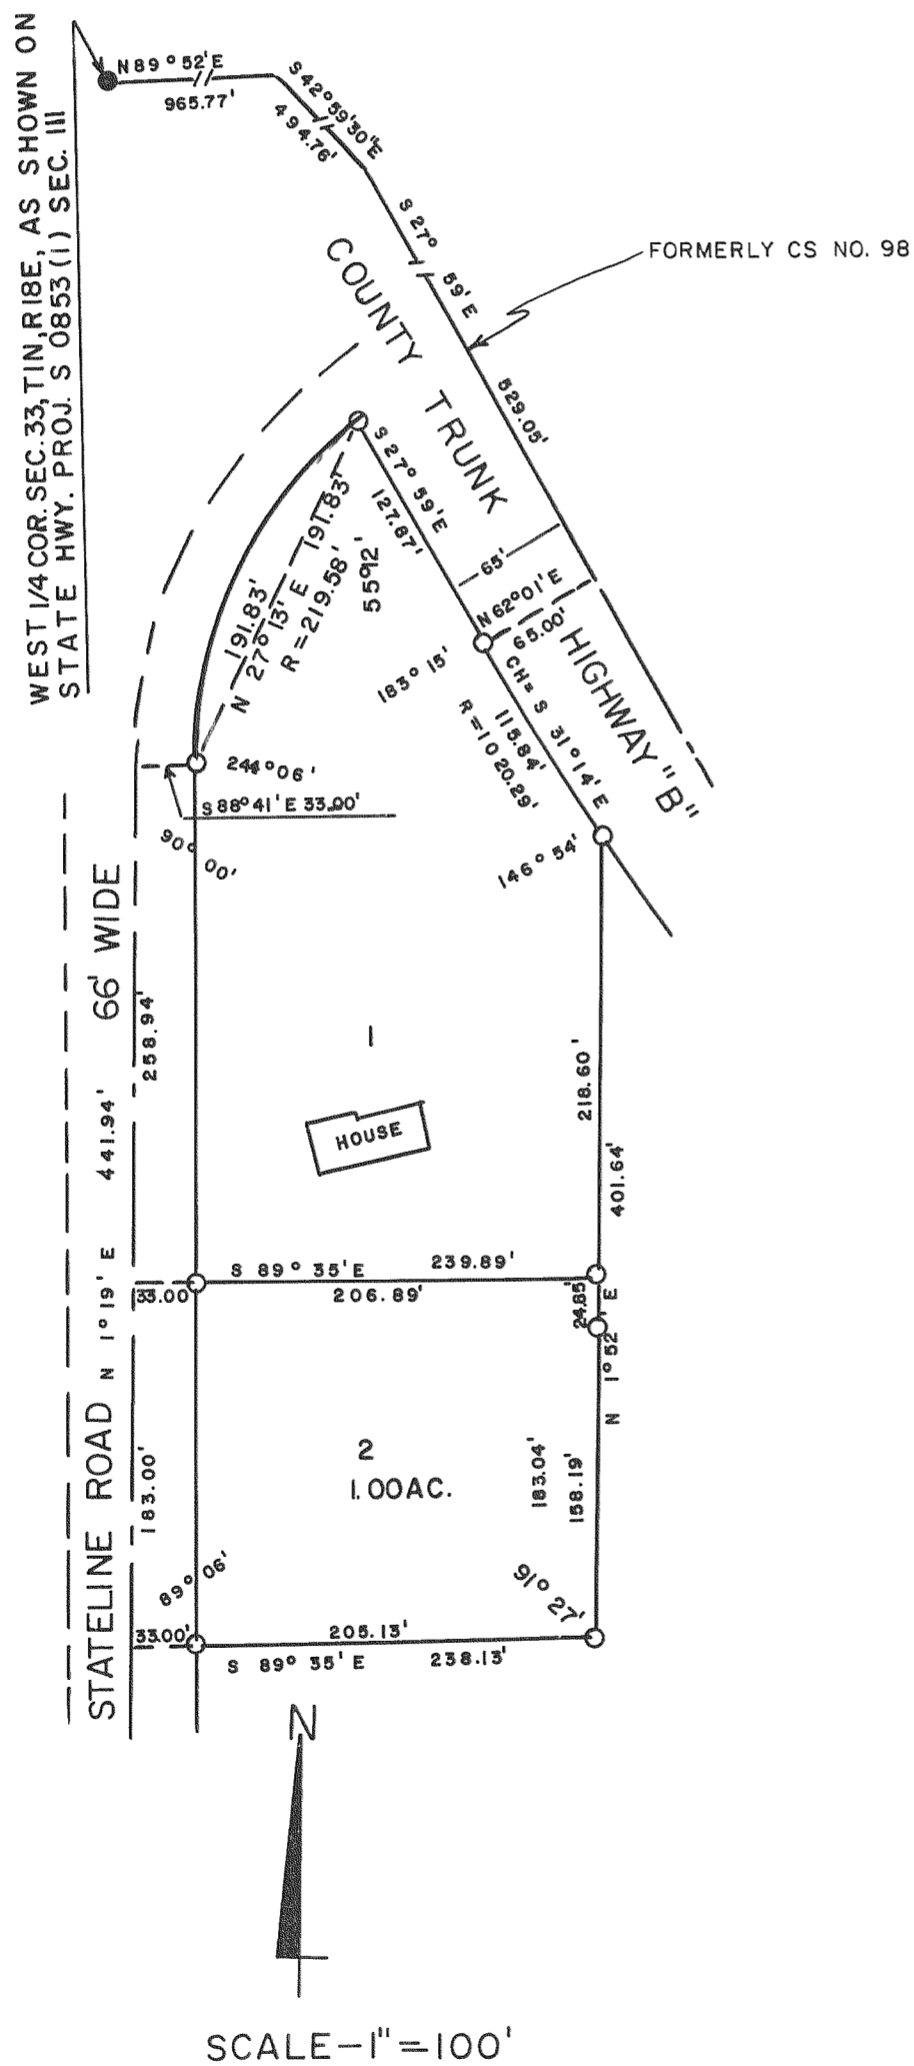 WEST 1/4 COR. SEC. 33, T1N, R18E, AS SHOWN ON
STATE HWY. PROJ. S 0853 (1) SEC. 111
N 89° 52' E
965.77'
S 42° 59' 30" E
494.76'
S 27° 59' E
529.05'
FORMERLY CS NO. 98
COUNTY TRUNK HIGHWAY "B"
S 27° 59' E
127.87'
65'
N 62° 01' E
65.00'
191.83'
N 27° 13' E 191.83'
R = 219.58'
55°12'
183° 15'
CH= S 31° 14' E
115.84'
R = 1020.29'
146° 54'
244° 06'
S 88° 41' E 33.00'
90° 00'
66' WIDE
258.94'
1
HOUSE
218.60'
401.64'
441.94'
N 1° 19' E
STATELINE ROAD
S 89° 35' E
239.89'
33.00'
206.89'
24.85'
N 1° 52' E
2
1.00 AC.
183.04'
158.19'
183.00'
89° 06'
91° 27'
33.00'
205.13'
S 89° 35' E
238.13'
N
SCALE-1"=100'